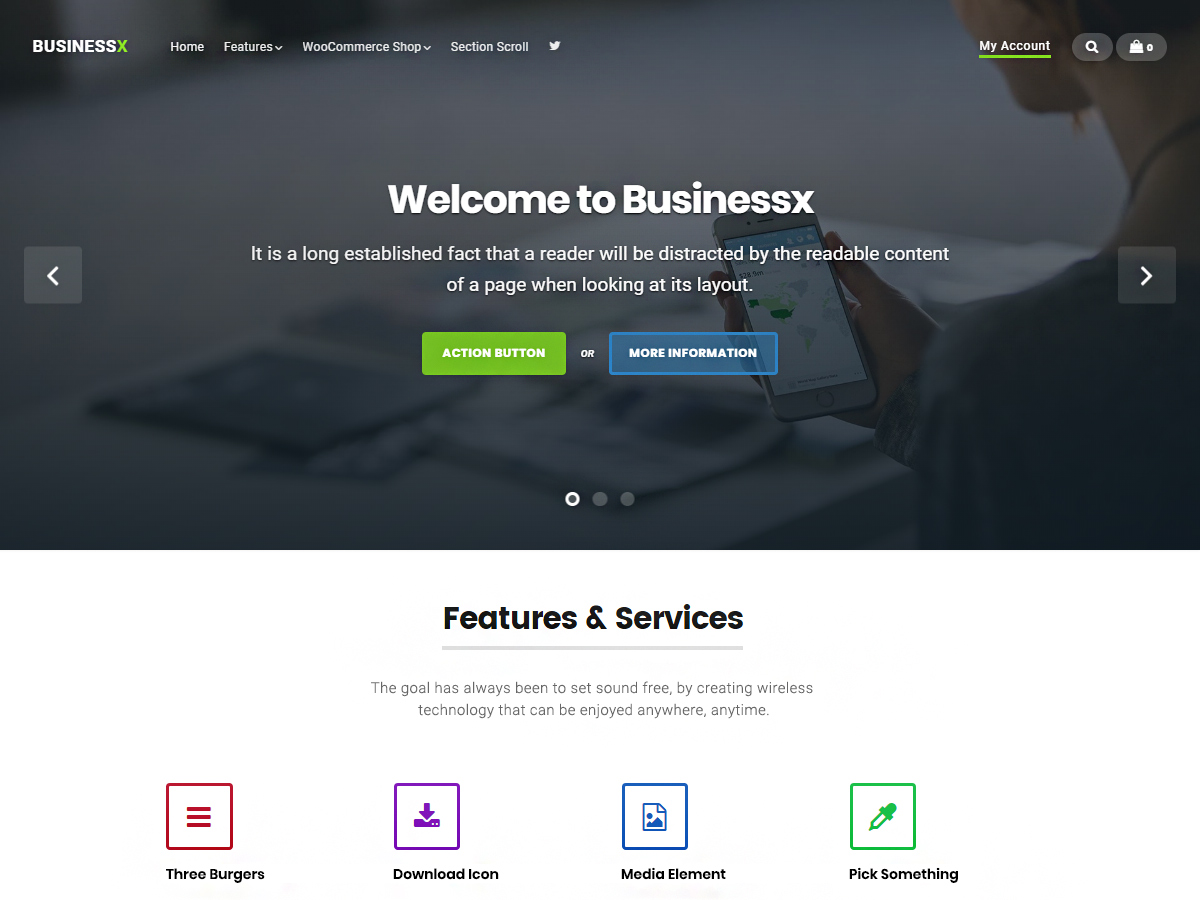 BUSINESSX Home Features WooCommerce Shop Section Scroll My Account 0
Welcome to Businessx
It is a long established fact that a reader will be distracted by the readable content
of a page when looking at its layout.
ACTION BUTTON OR MORE INFORMATION
Features & Services
The goal has always been to set sound free, by creating wireless
technology that can be enjoyed anywhere, anytime.
Three Burgers Download Icon Media Element Pick Something